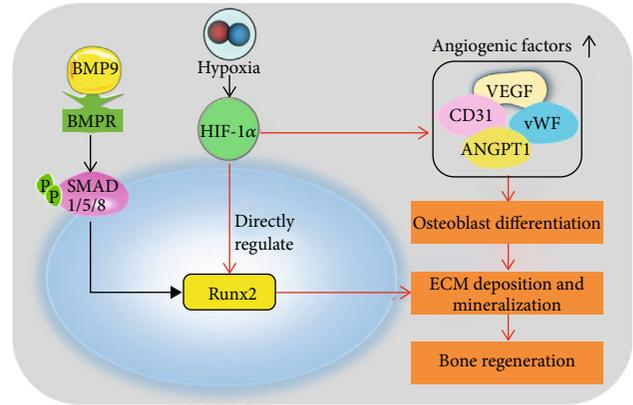 BMP9
BMPR
P
P
SMAD
1/5/8
Hypoxia
HIF-1α
Directly
regulate
Runx2
Angiogenic factors
VEGF
CD31
vWF
ANGPT1
Osteoblast differentiation
ECM deposition and
mineralization
Bone regeneration